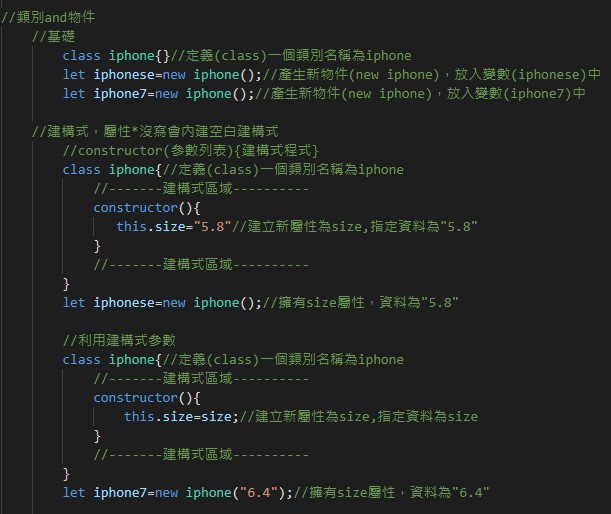 //類別and物件
//基礎
class iphone{}//定義(class)一個類別名稱為iphone
let iphonese=new iphone();//產生新物件(new iphone)，放入變數(iphonese)中
let iphone7=new iphone();//產生新物件(new iphone)，放入變數(iphone7)中
//建構式，屬性*沒寫會內建空白建構式
//constructor(參數列表){建構式程式}
class iphone{//定義(class)一個類別名稱為iphone
//-------建構式區域----------
constructor(){
this.size="5.8"//建立新屬性為size,指定資料為"5.8"
}
//-------建構式區域----------
}
let iphonese=new iphone();//擁有size屬性，資料為"5.8"
//利用建構式參數
class iphone{//定義(class)一個類別名稱為iphone
//-------建構式區域----------
constructor(){
this.size=size;//建立新屬性為size,指定資料為size
}
//-------建構式區域----------
}
let iphone7=new iphone("6.4");//擁有size屬性，資料為"6.4"